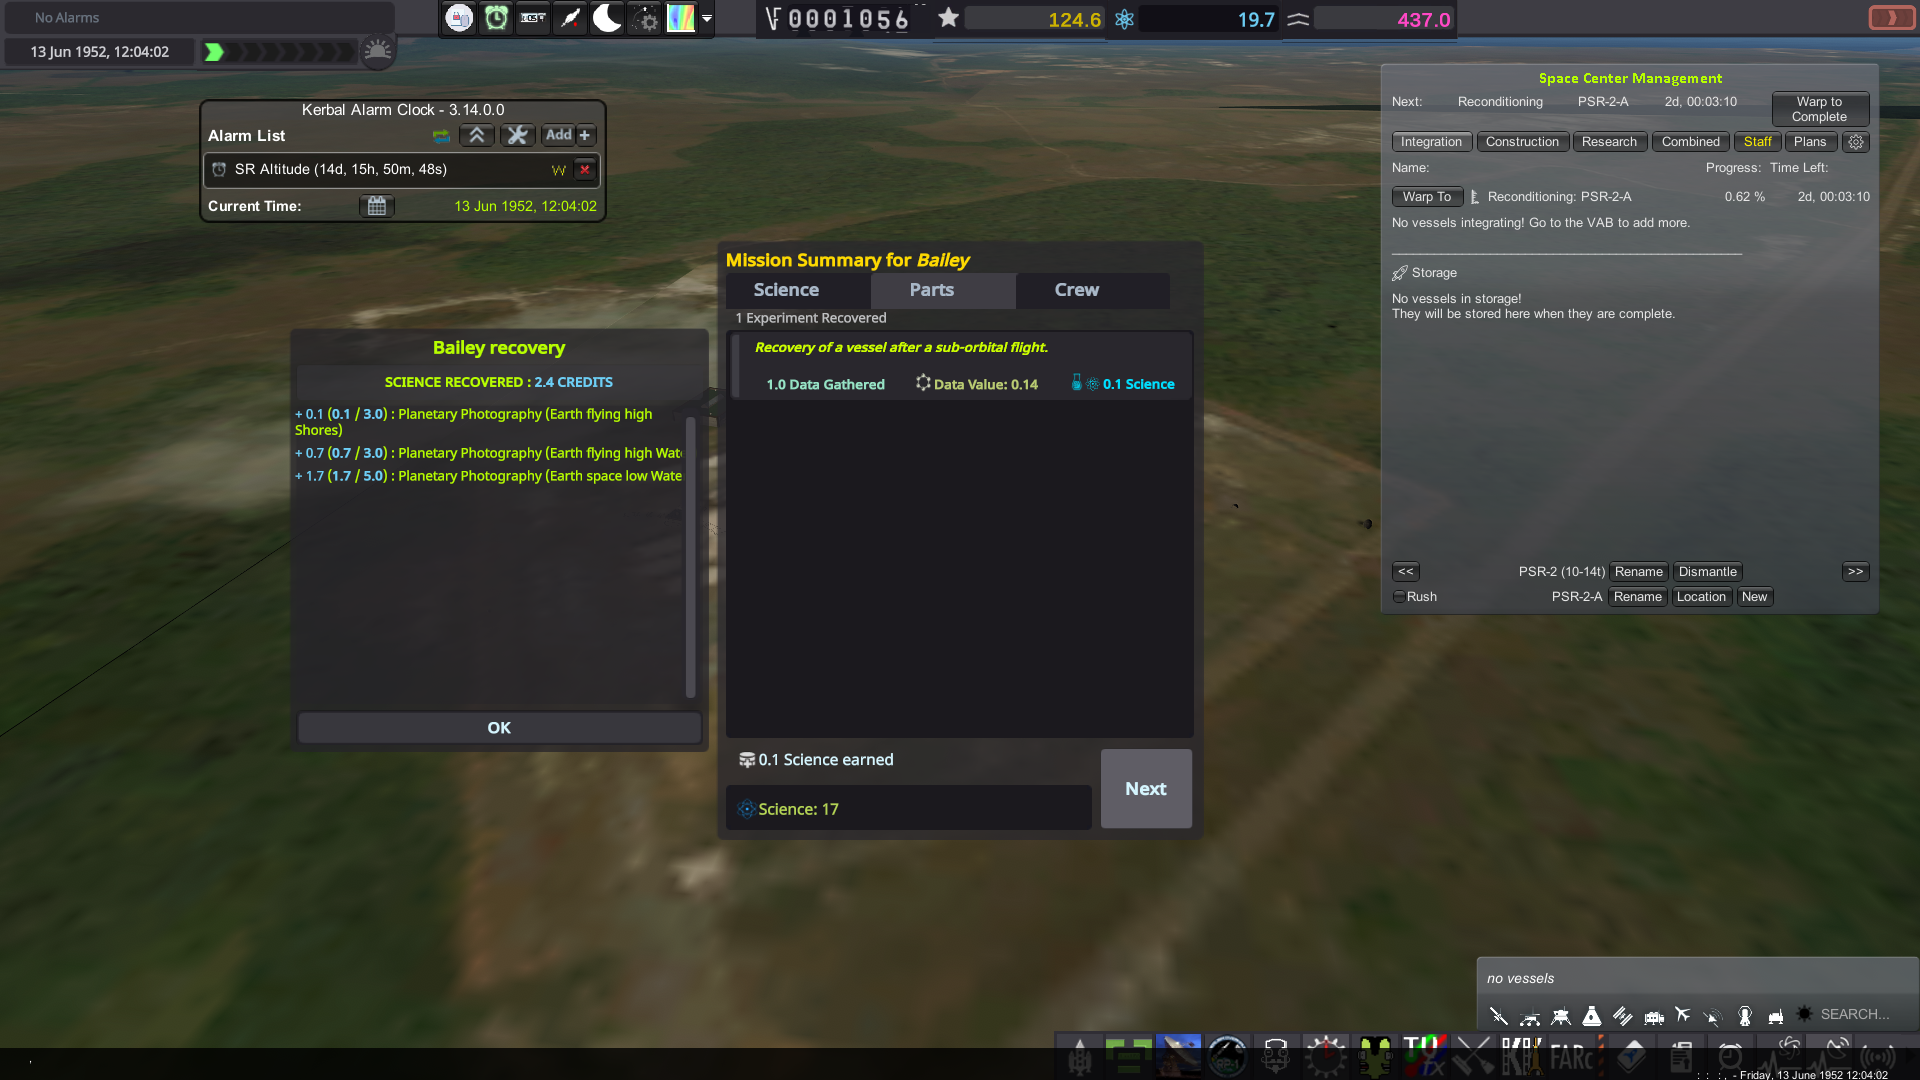 No Alarms
13 Jun 1952, 12:04:02
0001056
124.6
19.7
437.0
Kerbal Alarm Clock - 3.14.0.0
Alarm List
Add +
SR Altitude (14d, 15h, 50m, 48s)
Current Time:
13 Jun 1952, 12:04:02
Bailey recovery
SCIENCE RECOVERED : 2.4 CREDITS
+ 0.1 (0.1 / 3.0) : Planetary Photography (Earth flying high
Shores)
+ 0.7 (0.7 / 3.0) : Planetary Photography (Earth flying high Wat
+ 1.7 (1.7 / 5.0) : Planetary Photography (Earth space low Wate
OK
Mission Summary for Bailey
Science Parts Crew
1 Experiment Recovered
Recovery of a vessel after a sub-orbital flight.
1.0 Data Gathered Data Value: 0.14 0.1 Science
0.1 Science earned
Science: 17
Next
Space Center Management
Next: Reconditioning PSR-2-A 2d, 00:03:10 Warp to
Complete
Integration Construction Research Combined Staff Plans
Name: Progress: Time Left:
Warp To Reconditioning: PSR-2-A 0.62 % 2d, 00:03:10
No vessels integrating! Go to the VAB to add more.
Storage
No vessels in storage!
They will be stored here when they are complete.
<< PSR-2 (10-14t) Rename Dismantle >>
Rush PSR-2-A Rename Location New
no vessels
SEARCH...
FARc
- Friday, 13 June 1952 12:04:02